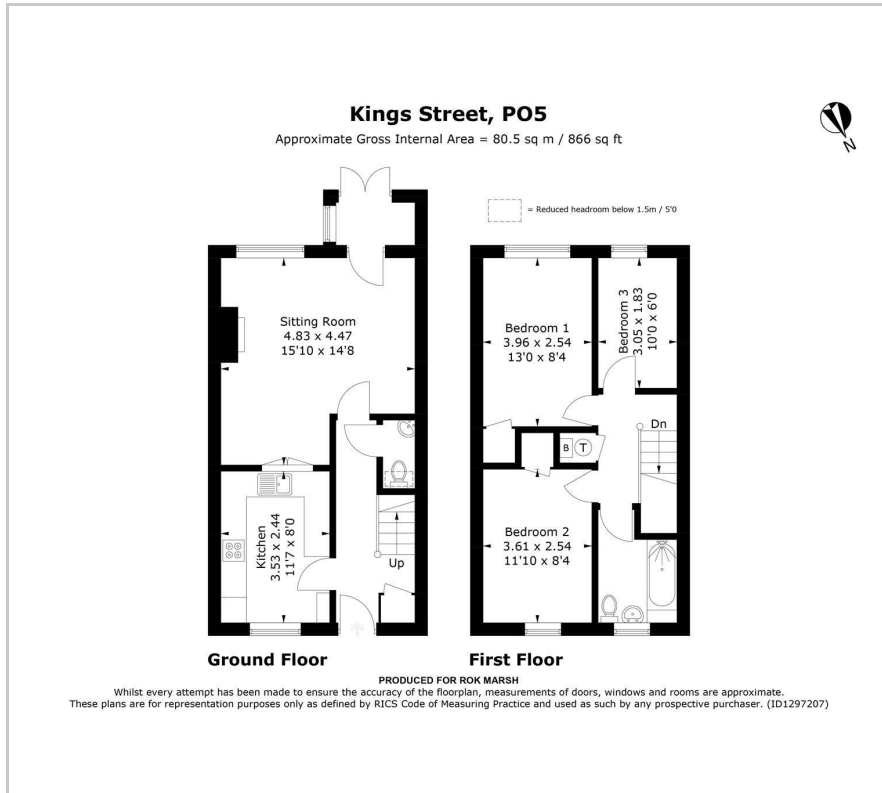 Kings Street, PO5
Approximate Gross Internal Area = 80.5 sq m / 866 sq ft
N
= Reduced headroom below 1.5m / 5'0
Sitting Room
4.83 x 4.47
15'10 x 14'8
Kitchen
3.53 x 2.44
11'7 x 8'0
Up
Ground Floor
Bedroom 1
3.96 x 2.54
13'0 x 8'4
Bedroom 3
3.05 x 1.83
10'0 x 6'0
Dn
B
T
Bedroom 2
3.61 x 2.54
11'10 x 8'4
First Floor
PRODUCED FOR ROK MARSH
Whilst every attempt has been made to ensure the accuracy of the floorplan, measurements of doors, windows and rooms are approximate.
These plans are for representation purposes only as defined by RICS Code of Measuring Practice and used as such by any prospective purchaser. (ID1297207)